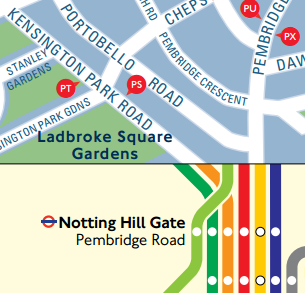 PU
CHEPS
H RD
PORTOBELLO ROAD
KENSINGTON PARK ROAD
PEMBRIDGE CRESCENT
PEMBRIDGE
PX
DAW
STANLEY
GARDENS
PT
PS
INGTON PARK GDNS
Ladbroke Square
Gardens
Notting Hill Gate
Pembridge Road